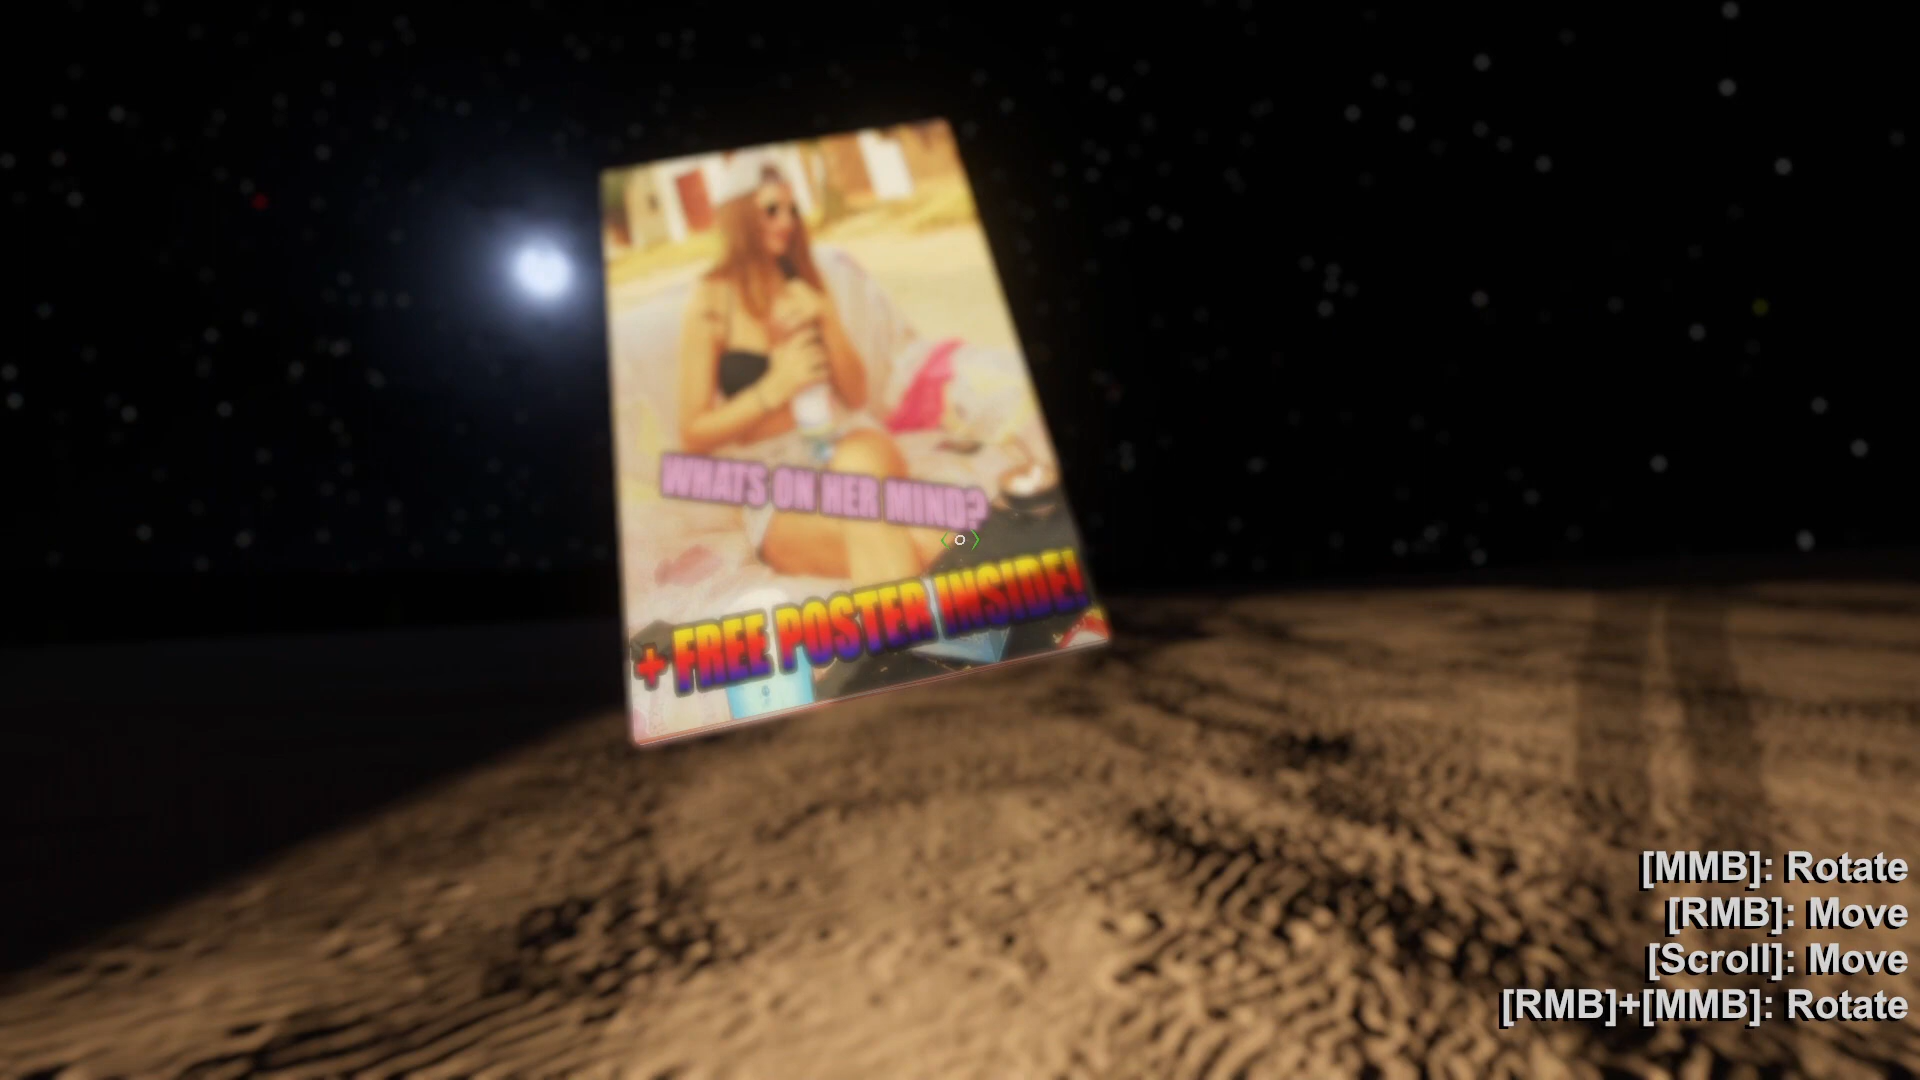 WHATS ON HER MIND?
+ FREE POSTER INSIDE!
[MMB]: Rotate
[RMB]: Move
[Scroll]: Move
[RMB]+[MMB]: Rotate